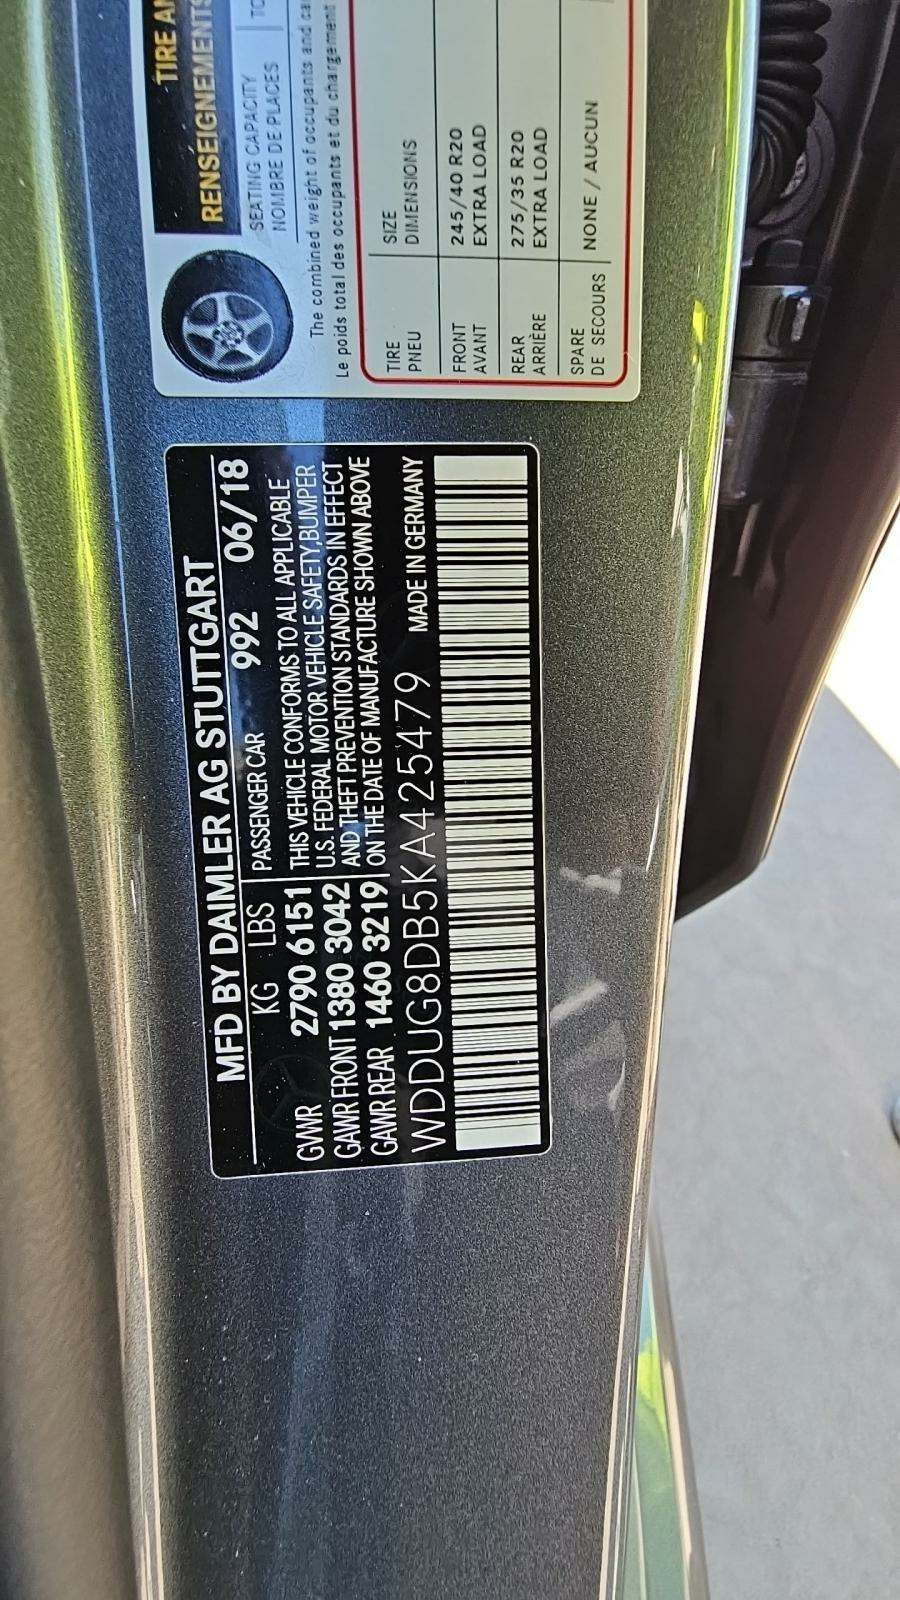 MFD BY DAIMLER AG STUTTGART
KG LBS PASSENGER CAR 992 06/18
GVWR 2790 6151 THIS VEHICLE CONFORMS TO ALL APPLICABLE
GAWR FRONT 1380 3042 U.S. FEDERAL MOTOR VEHICLE SAFETY, BUMPER
GAWR REAR 1460 3219 AND THEFT PREVENTION STANDARDS IN EFFECT
ON THE DATE OF MANUFACTURE SHOWN ABOVE
WDDUG8DB5KA425479 MADE IN GERMANY
TIRE
RENSEIGNEMENTS
SEATING CAPACITY
NOMBRE DE PLACES
The combined weight of occupants and
Le poids total des occupants et du chargement
TIRE SIZE
PNEU DIMENSIONS
FRONT 245/40 R20
AVANT EXTRA LOAD
REAR 275/35 R20
ARRIÈRE EXTRA LOAD
SPARE NONE / AUCUN
DE SECOURS